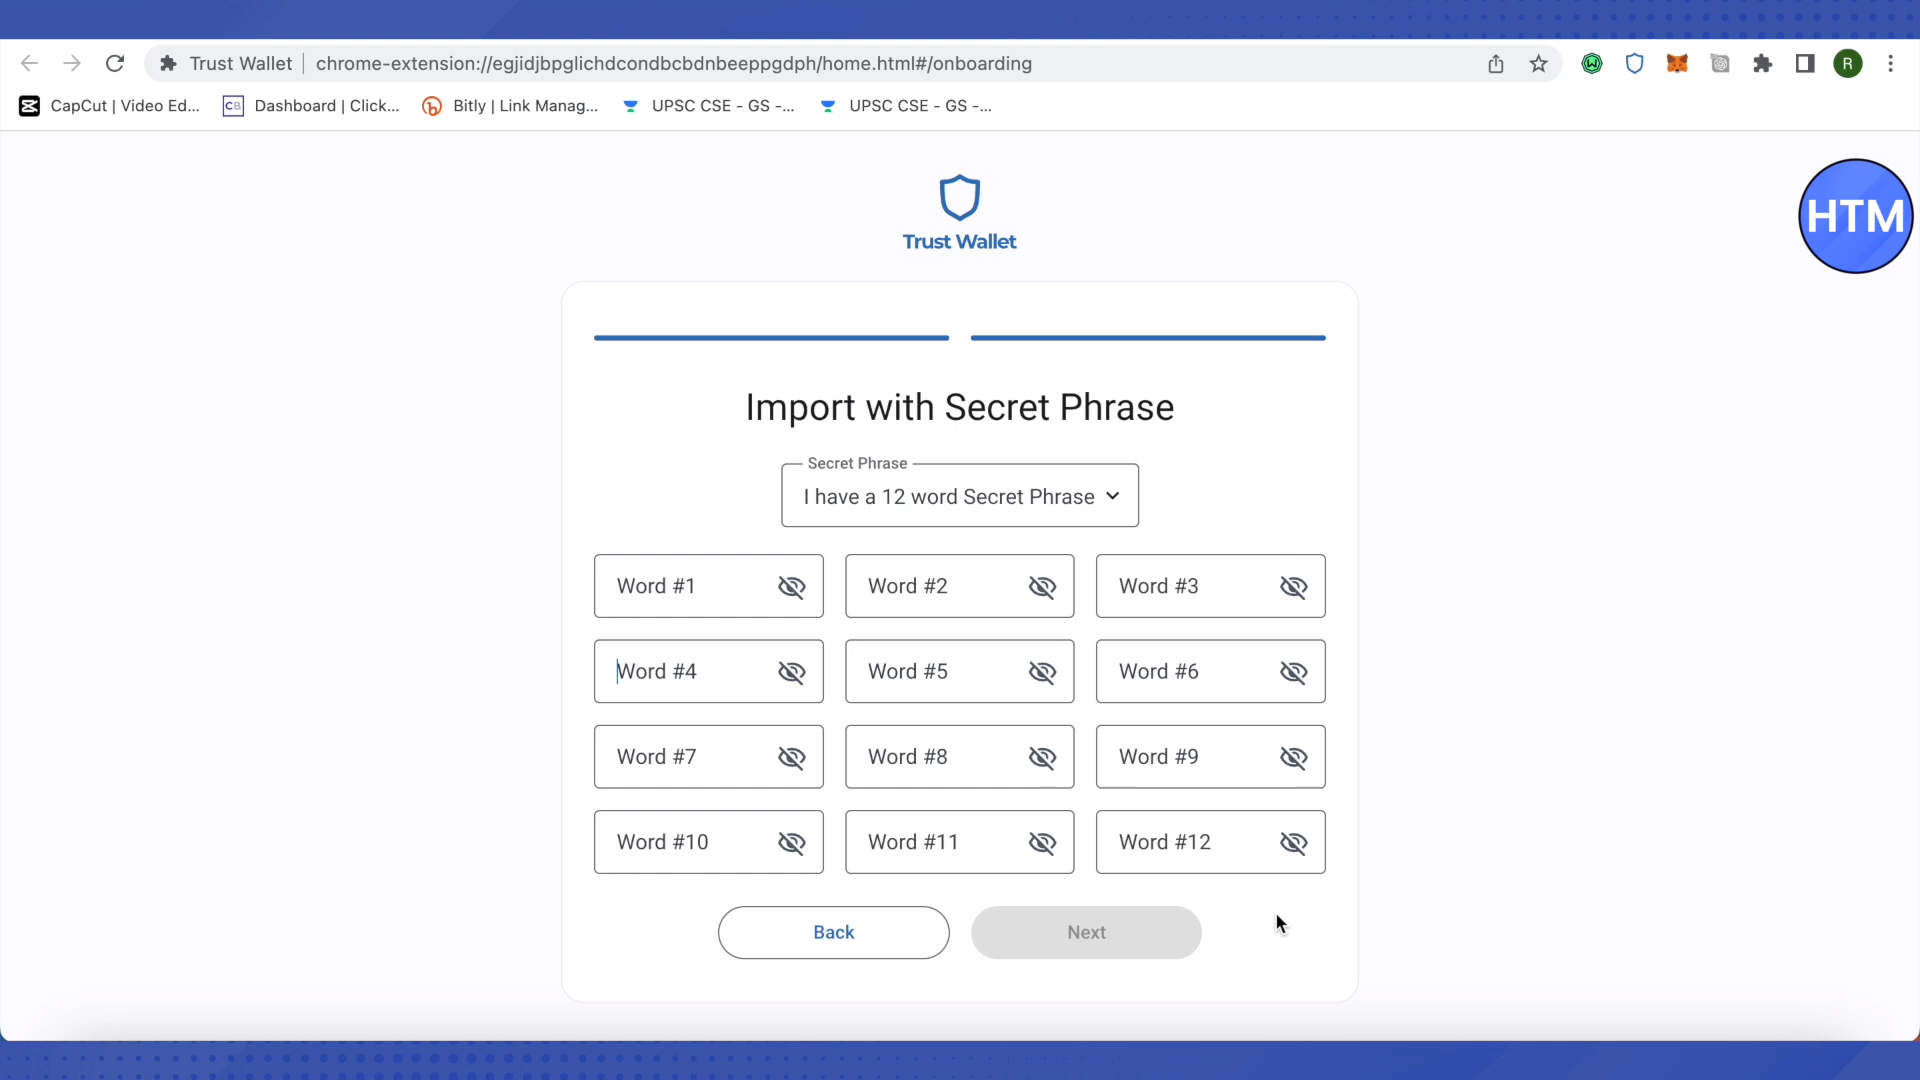 Trust Wallet chrome-extension://egjidjbpglichdcondbcbdnbeeppgdph/home.html#/onboarding R
CapCut | Video Ed... CB Dashboard | Click... Bitly | Link Manag... UPSC CSE - GS -... UPSC CSE - GS -...
HTM
Trust Wallet
Import with Secret Phrase
Secret Phrase
I have a 12 word Secret Phrase
Word #1 Word #2 Word #3
Word #4 Word #5 Word #6
Word #7 Word #8 Word #9
Word #10 Word #11 Word #12
Back Next